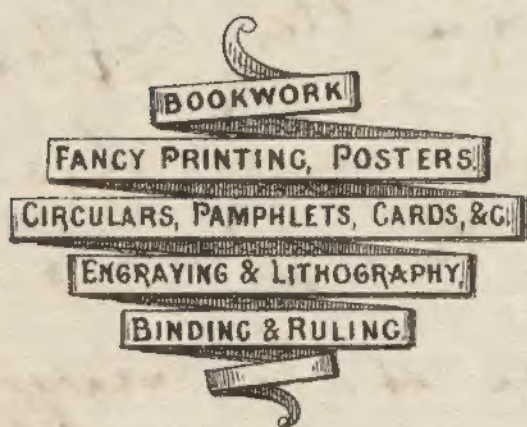 BOOKWORK
FANCY PRINTING, POSTERS
CIRCULARS, PAMPHLETS, CARDS, &C
ENGRAVING & LITHOGRAPHY
BINDING & RULING